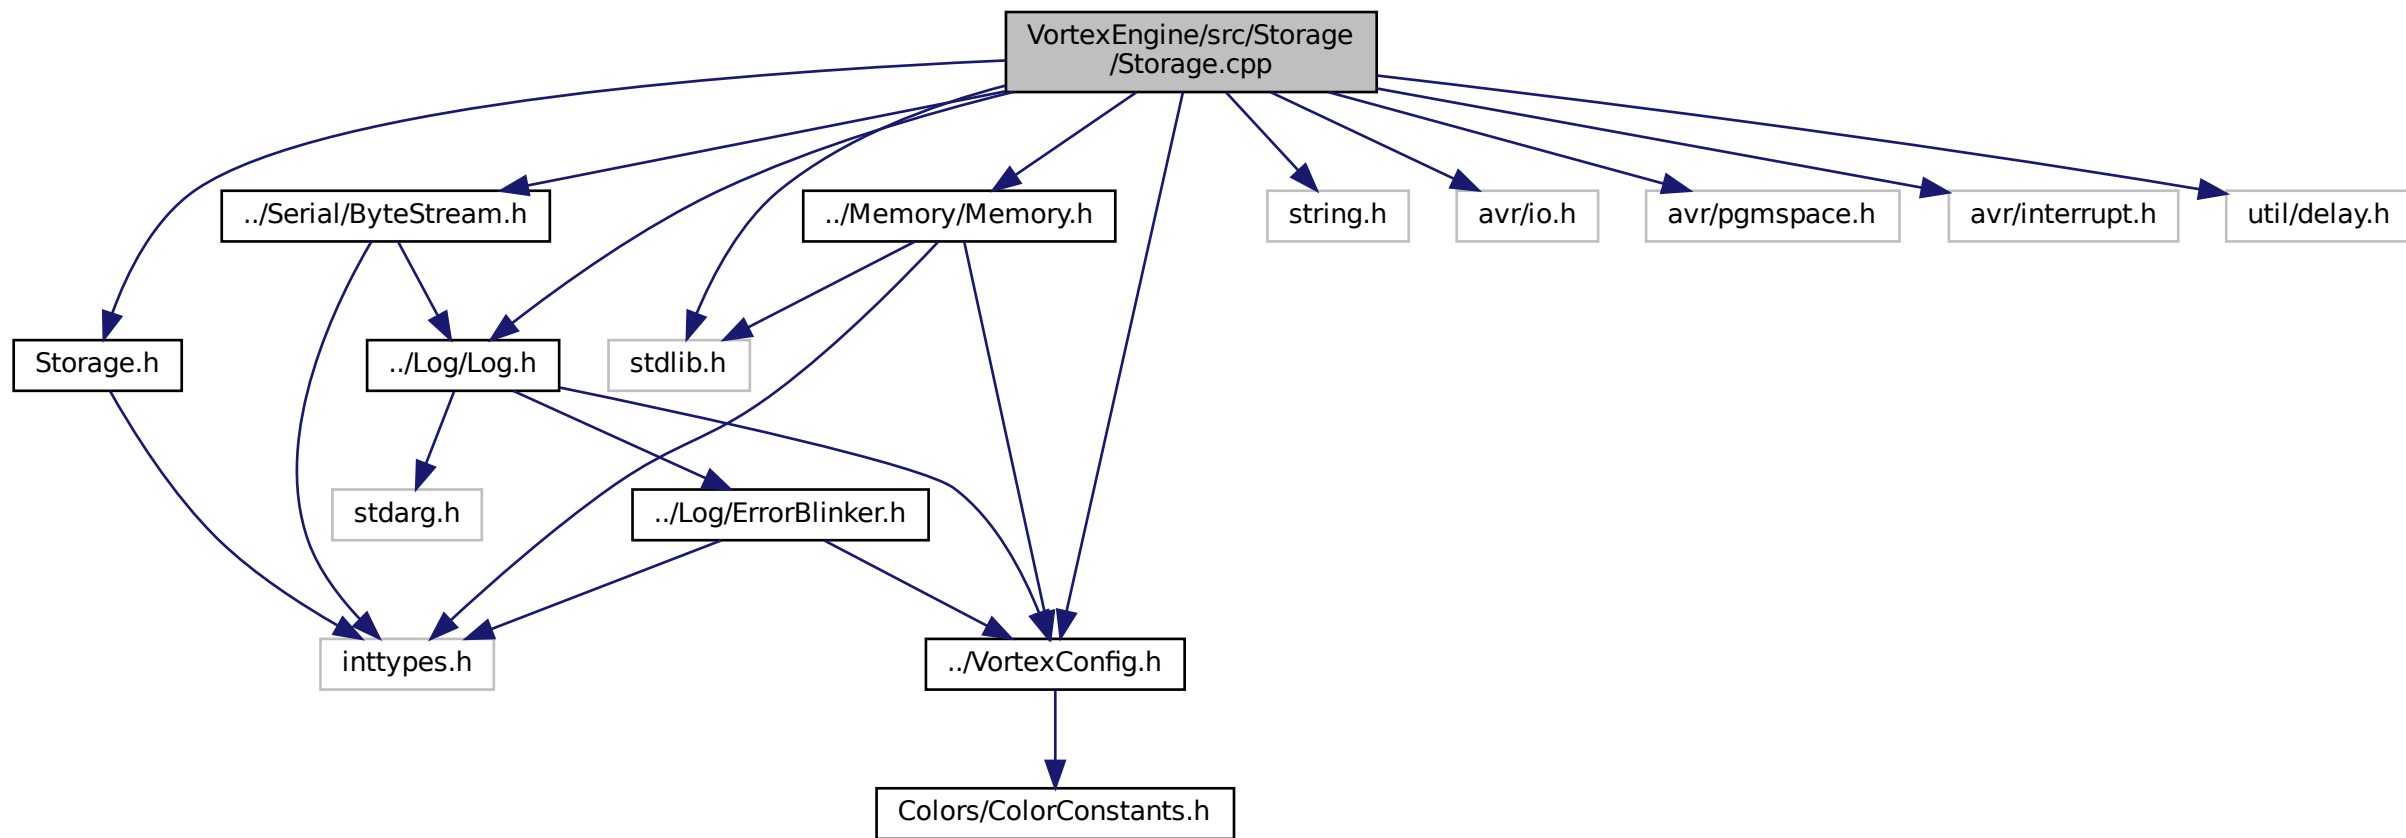 VortexEngine/src/Storage
/Storage.cpp
../Serial/ByteStream.h
../Memory/Memory.h
string.h
avr/io.h
avr/pgmspace.h
avr/interrupt.h
util/delay.h
Storage.h
../Log/Log.h
stdlib.h
stdarg.h
../Log/ErrorBlinker.h
inttypes.h
../VortexConfig.h
Colors/ColorConstants.h